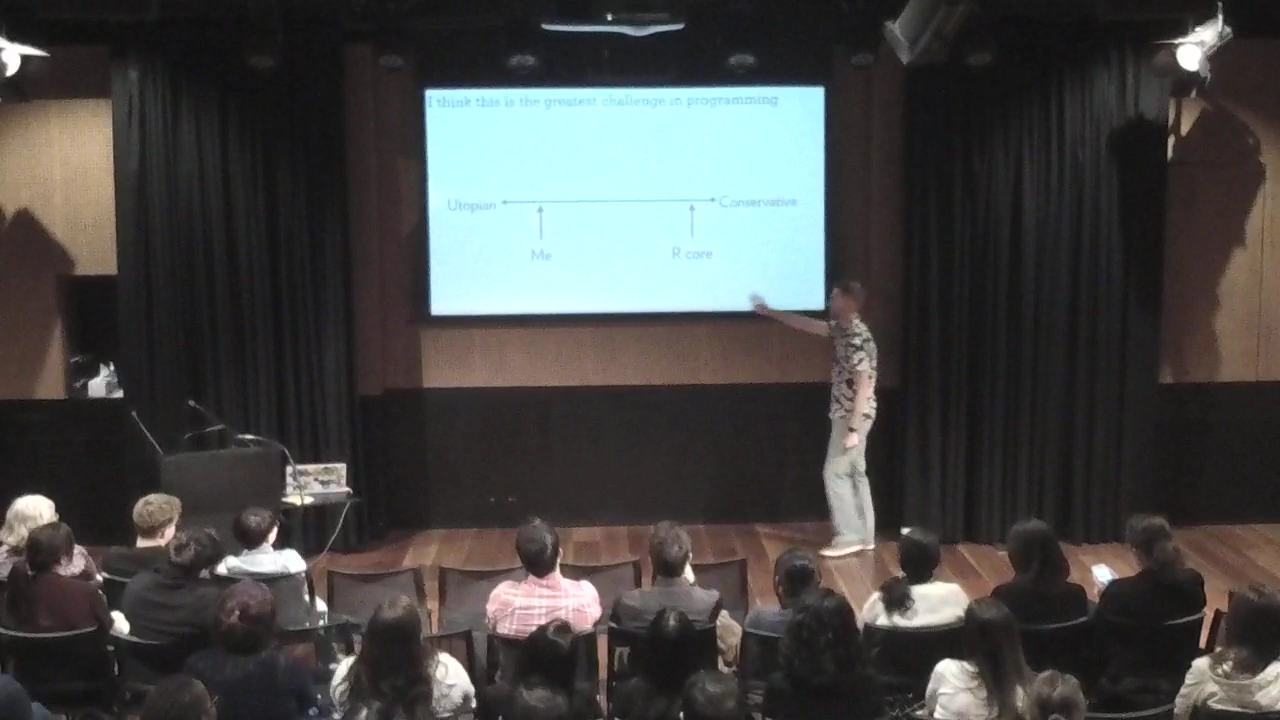 I think this is the greatest challenge in programming
Utopian
Conservative
Me
R core